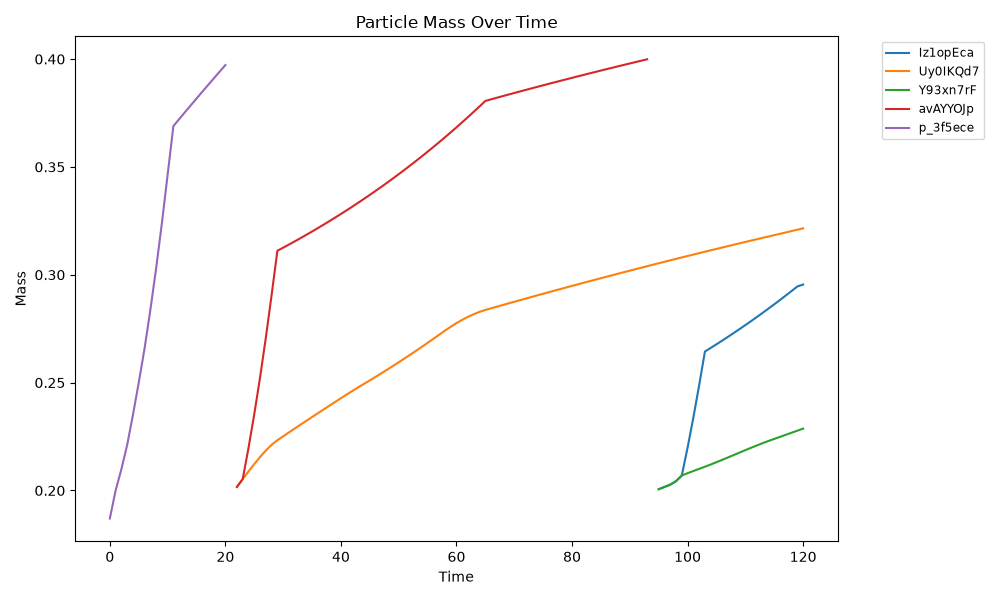 Particle Mass Over Time
Iz1opEca
Uy0IKQd7
Y93xn7rF
avAYYOJp
p_3f5ece
0.40
0.35
0.30
0.25
0.20
Mass
0 20 40 60 80 100 120
Time